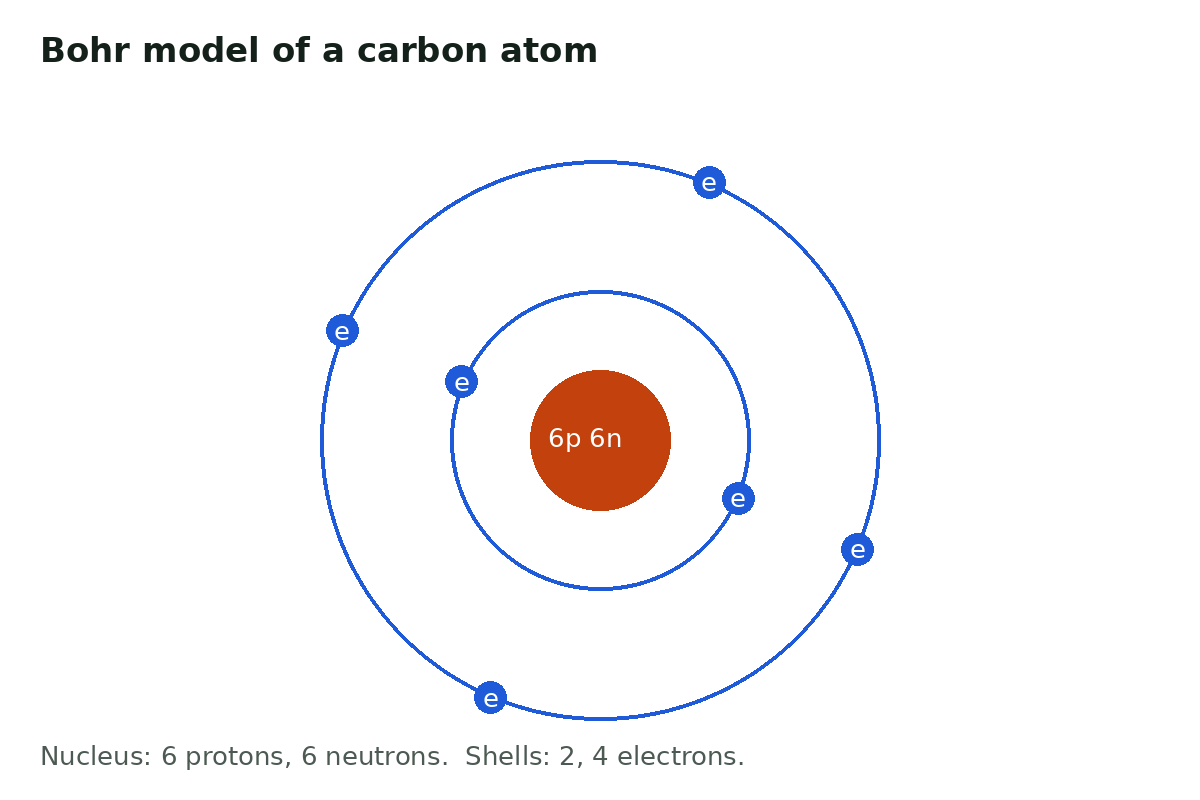 Bohr model of a carbon atom
e
e
e
6p 6n
e
e
e
Nucleus: 6 protons, 6 neutrons.  Shells: 2, 4 electrons.